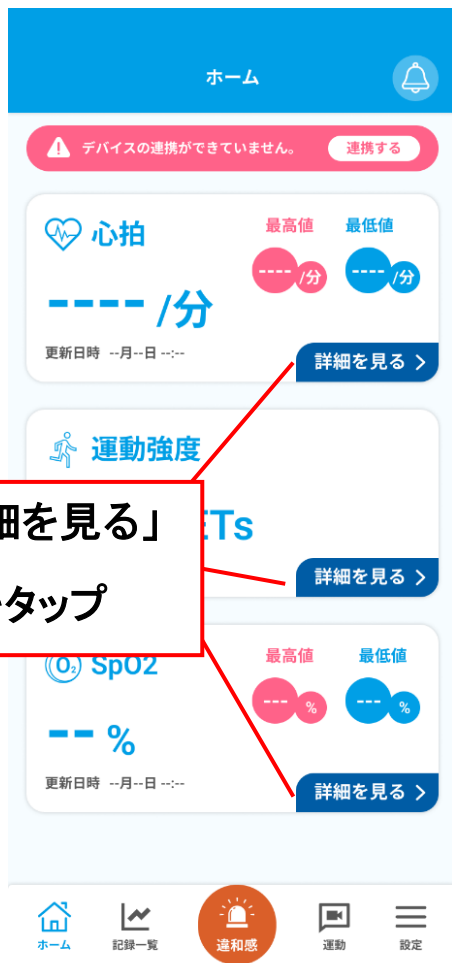 ホーム
デバイスの連携ができていません。 連携する
心拍
最高値 最低値
---- /分 ---- /分
---- /分
更新日時 --月--日 --:--
詳細を見る >
運動強度
細を見る」
タップ
ETs
詳細を見る >
O₂ SpO2
最高値 最低値
--- % --- %
-- %
更新日時 --月--日 --:--
詳細を見る >
ホーム 記録一覧 違和感 運動 設定